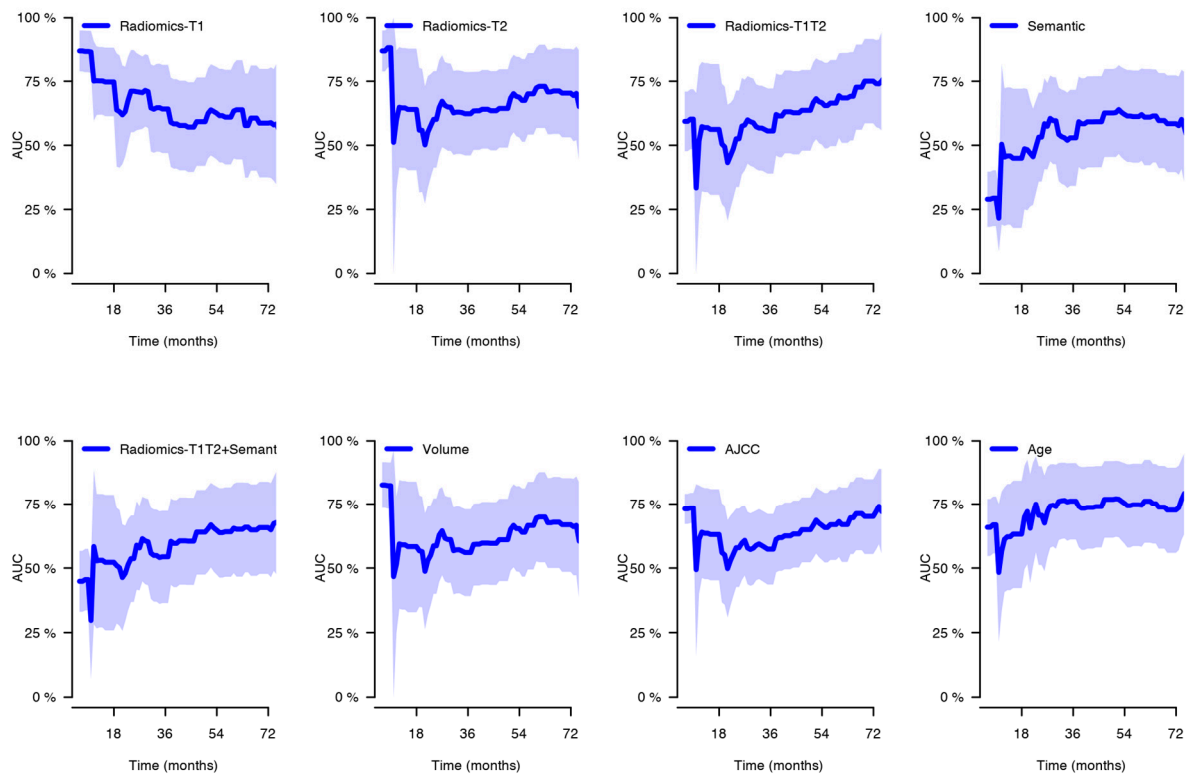 100 %
75 %
50 %
25 %
0 %
AUC
Radiomics-T1
18 36 54 72
Time (months)
100 %
75 %
50 %
25 %
0 %
AUC
Radiomics-T2
18 36 54 72
Time (months)
100 %
75 %
50 %
25 %
0 %
AUC
Radiomics-T1T2
18 36 54 72
Time (months)
100 %
75 %
50 %
25 %
0 %
AUC
Semantic
18 36 54 72
Time (months)
100 %
75 %
50 %
25 %
0 %
AUC
Radiomics-T1T2+Semant
18 36 54 72
Time (months)
100 %
75 %
50 %
25 %
0 %
AUC
Volume
18 36 54 72
Time (months)
100 %
75 %
50 %
25 %
0 %
AUC
AJCC
18 36 54 72
Time (months)
100 %
75 %
50 %
25 %
0 %
AUC
Age
18 36 54 72
Time (months)